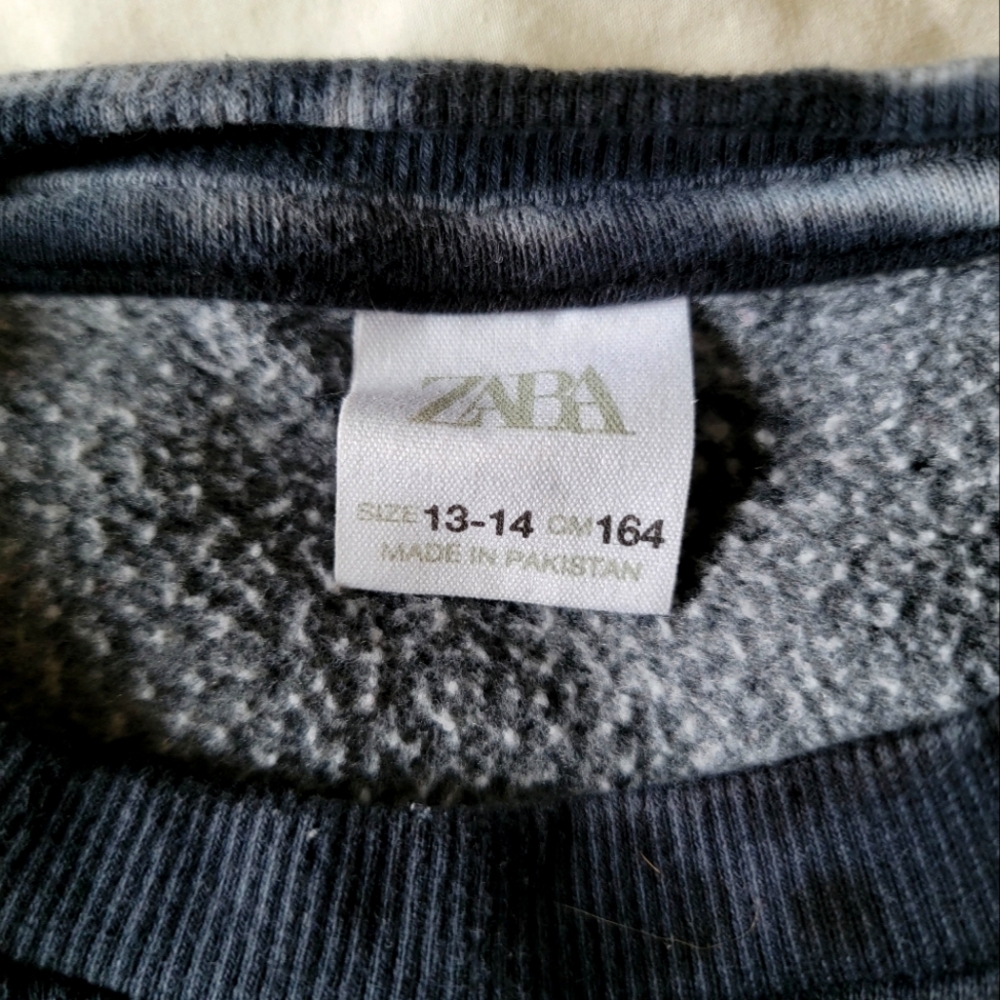 ZARA
SIZE 13-14 CM 164
MADE IN PAKISTAN